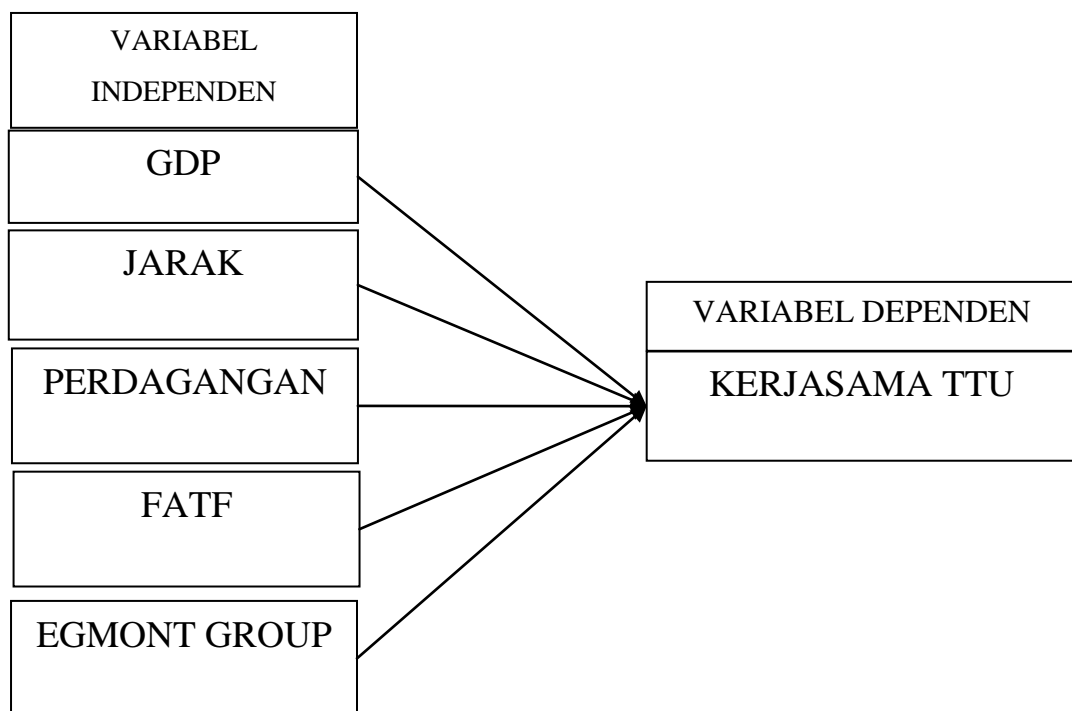 VARIABEL
INDEPENDEN
GDP
JARAK
PERDAGANGAN
FATF
EGMONT GROUP
VARIABEL DEPENDEN
KERJASAMA TTU